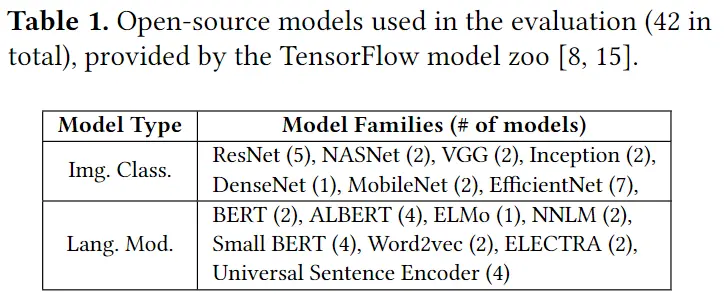 Table 1. Open-source models used in the evaluation (42 in
total), provided by the TensorFlow model zoo [8, 15].
Model Type Model Families (# of models)
Img. Class. ResNet (5), NASNet (2), VGG (2), Inception (2),
DenseNet (1), MobileNet (2), EfficientNet (7),
Lang. Mod. BERT (2), ALBERT (4), ELMo (1), NNLM (2),
Small BERT (4), Word2vec (2), ELECTRA (2),
Universal Sentence Encoder (4)